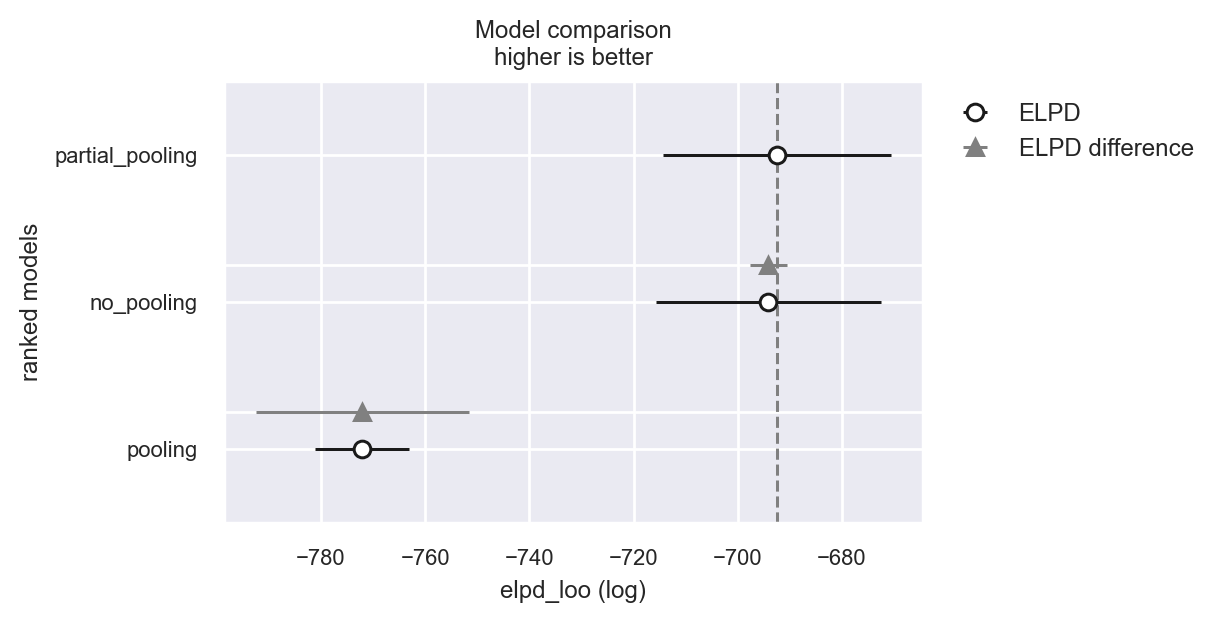 Model comparison
higher is better
ELPD
ELPD difference
partial_pooling
no_pooling
pooling
ranked models
−780
−760
−740
−720
−700
−680
elpd_loo (log)